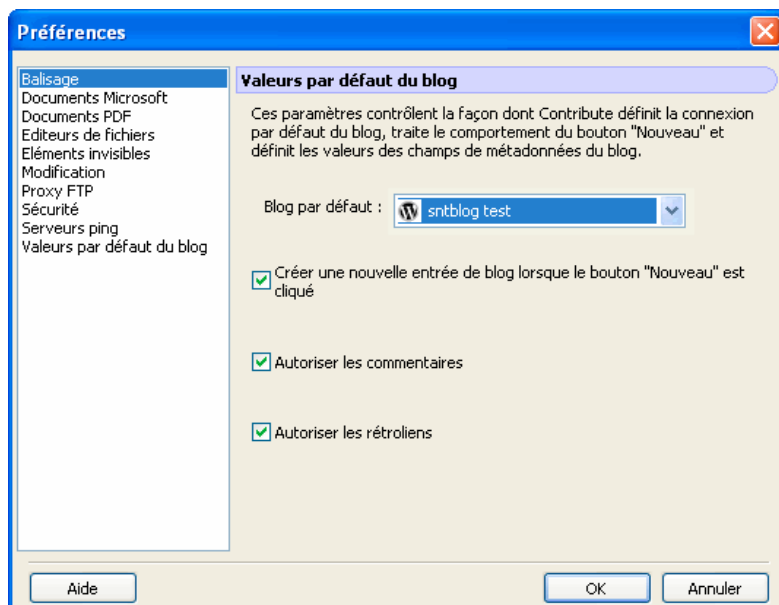 Préférences
Balisage
Documents Microsoft
Documents PDF
Editeurs de fichiers
Eléments invisibles
Modification
Proxy FTP
Sécurité
Serveurs ping
Valeurs par défaut du blog
Valeurs par défaut du blog
Ces paramètres contrôlent la façon dont Contribute définit la connexion
par défaut du blog, traite le comportement du bouton "Nouveau" et
définit les valeurs des champs de métadonnées du blog.
Blog par défaut : sntblog test
Créer une nouvelle entrée de blog lorsque le bouton "Nouveau" est
cliqué
Autoriser les commentaires
Autoriser les rétroliens
Aide OK Annuler